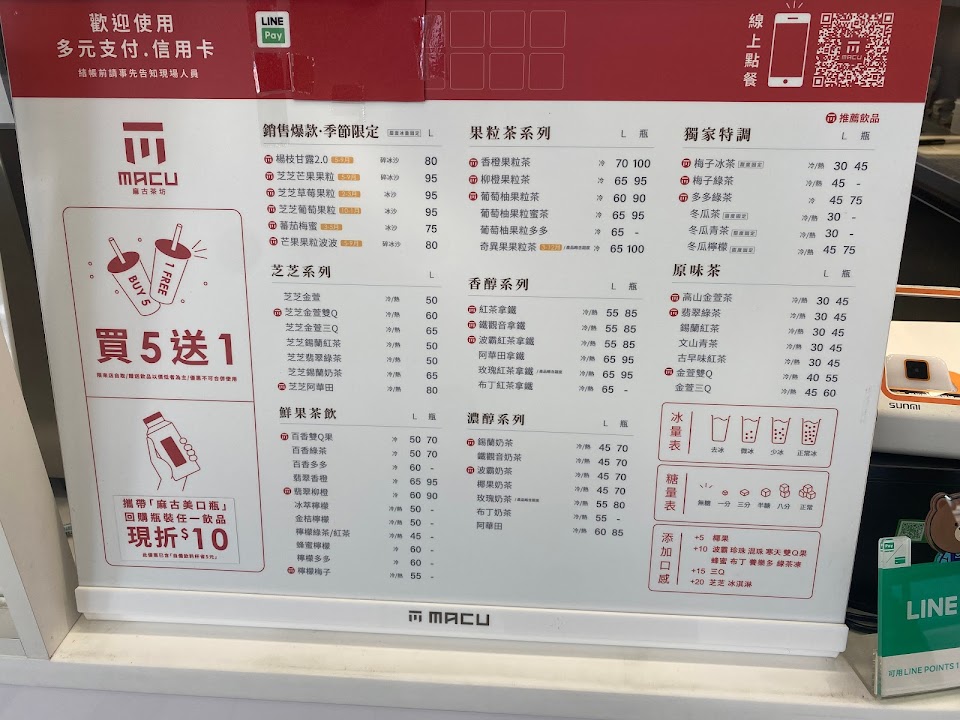 歡迎使用
多元支付.信用卡
結帳前請事先告知現場人員
LINE
Pay
線上點餐
MACU
麻古茶坊
BUY 5
1 FREE
買5送1
攜帶「麻古美口瓶」
回購瓶裝任一飲品
現折$10
銷售爆款·季節限定 L
楊枝甘露2.0 碎冰沙 80
芝芝芒果果粒 碎冰沙 95
芝芝草莓果粒 冰沙 95
芝芝葡萄果粒 冰沙 95
蕃茄梅蜜 冰沙 75
芒果果粒波波 碎冰沙 80
芝芝系列 L
芝芝金萱 冷/熱 50
芝芝金萱雙Q 冷/熱 60
芝芝金萱三Q 冷/熱 65
芝芝錫蘭紅茶 冷/熱 50
芝芝翡翠綠茶 冷/熱 50
芝芝錫蘭奶茶 冷/熱 65
芝芝阿華田 冷/熱 80
鮮果茶飲 L 瓶
百香雙Q果 冷 50 70
百香綠茶 冷 50 70
百香多多 冷 60 -
翡翠香橙 冷 65 95
翡翠柳橙 冷 60 90
冰萃檸檬 冷/熱 50 -
金桔檸檬 冷/熱 50 -
檸檬綠茶/紅茶 冷/熱 45 -
蜂蜜檸檬 冷 60 -
檸檬多多 冷 60 -
檸檬梅子 冷/熱 55 -
果粒茶系列 L 瓶
香橙果粒茶 冷 70 100
柳橙果粒茶 冷 65 95
葡萄柚果粒茶 冷 60 90
葡萄柚果粒蜜茶 冷 65 95
葡萄柚果粒多多 冷 65 -
奇異果果粒茶 冷 65 100
香醇系列 L 瓶
紅茶拿鐵 冷/熱 55 85
鐵觀音拿鐵 冷/熱 55 85
波霸紅茶拿鐵 冷/熱 55 85
阿華田拿鐵 冷/熱 65 95
玫瑰紅茶拿鐵 冷/熱 65 95
布丁紅茶拿鐵 冷/熱 65 -
濃醇系列 L 瓶
錫蘭奶茶 冷/熱 45 70
鐵觀音奶茶 冷/熱 45 70
波霸奶茶 冷/熱 45 70
椰果奶茶 冷/熱 45 70
玫瑰奶茶 冷/熱 55 80
布丁奶茶 冷/熱 55 -
阿華田 冷/熱 60 85
推薦飲品
獨家特調 L 瓶
梅子冰茶 冷/熱 30 45
梅子綠茶 冷/熱 45 -
多多綠茶 冷 45 75
冬瓜茶 冷/熱 30 -
冬瓜青茶 冷/熱 30 -
冬瓜檸檬 冷/熱 45 75
原味茶 L 瓶
高山金萱茶 冷/熱 30 45
翡翠綠茶 冷/熱 30 45
錫蘭紅茶 冷/熱 30 45
文山青茶 冷/熱 30 45
古早味紅茶 冷/熱 30 45
金萱雙Q 冷/熱 40 55
金萱三Q 冷/熱 45 60
冰量表
去冰 微冰 少冰 正常冰
糖量表
無糖 一分 三分 半糖 八分 正常
添加口感
+5 椰果
+10 波霸 珍珠 混珠 寒天 雙Q果
蜂蜜 布丁 養樂多 綠茶凍
+15 三Q
+20 芝芝 冰淇淋
MACU
SUNMI
LINE
可用LINE POINTS